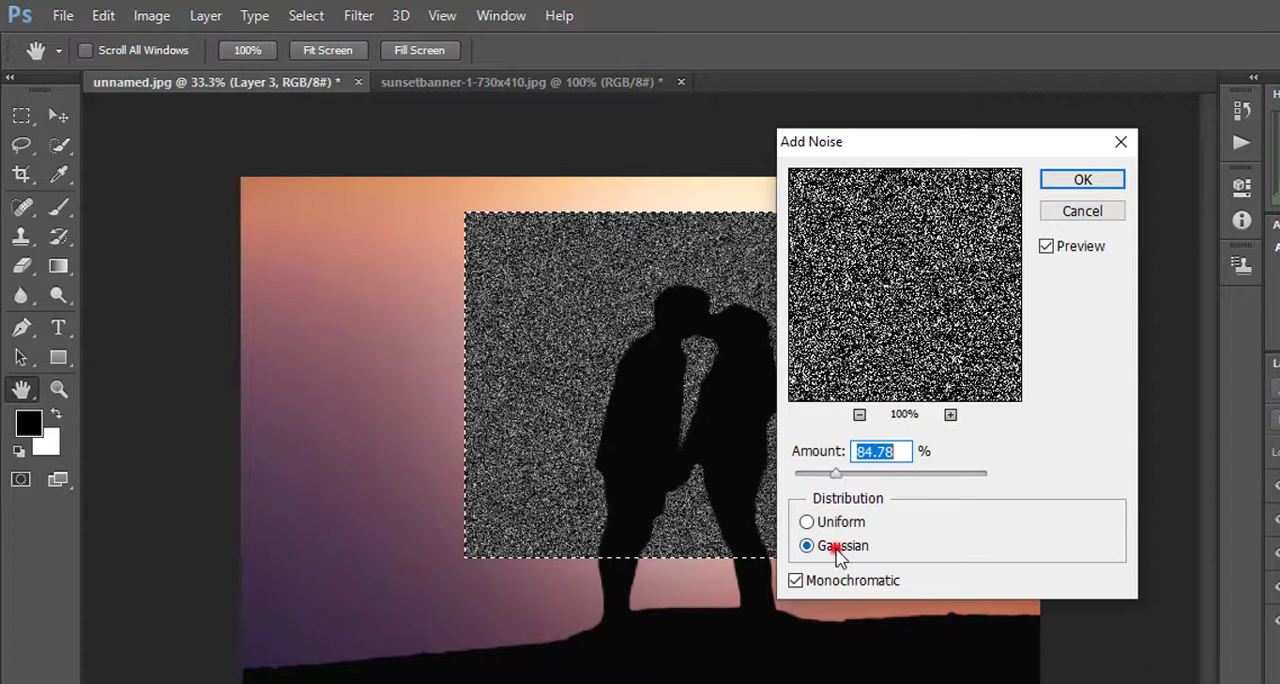 Ps File Edit Image Layer Type Select Filter 3D View Window Help
Scroll All Windows 100% Fit Screen Fill Screen
unnamed.jpg @ 33.3% (Layer 3, RGB/8#) * × sunsetbanner-1-730x410.jpg @ 100% (RGB/8#) * ×
Add Noise
OK
Cancel
Preview
100%
Amount: 84.78 %
Distribution
Uniform
Gaussian
Monochromatic